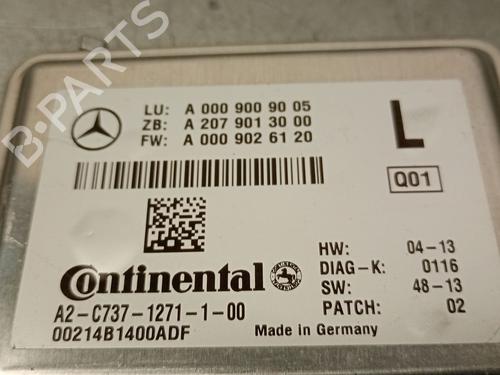 LU: A 000 900 90 05
ZB: A 207 901 30 00
FW: A 000 902 61 20
L
Q01
Continental
HW: 04-13
DIAG-K: 0116
SW: 48-13
PATCH: 02
A2-C737-1271-1-00
00214B1400ADF
Made in Germany
B-PARTS